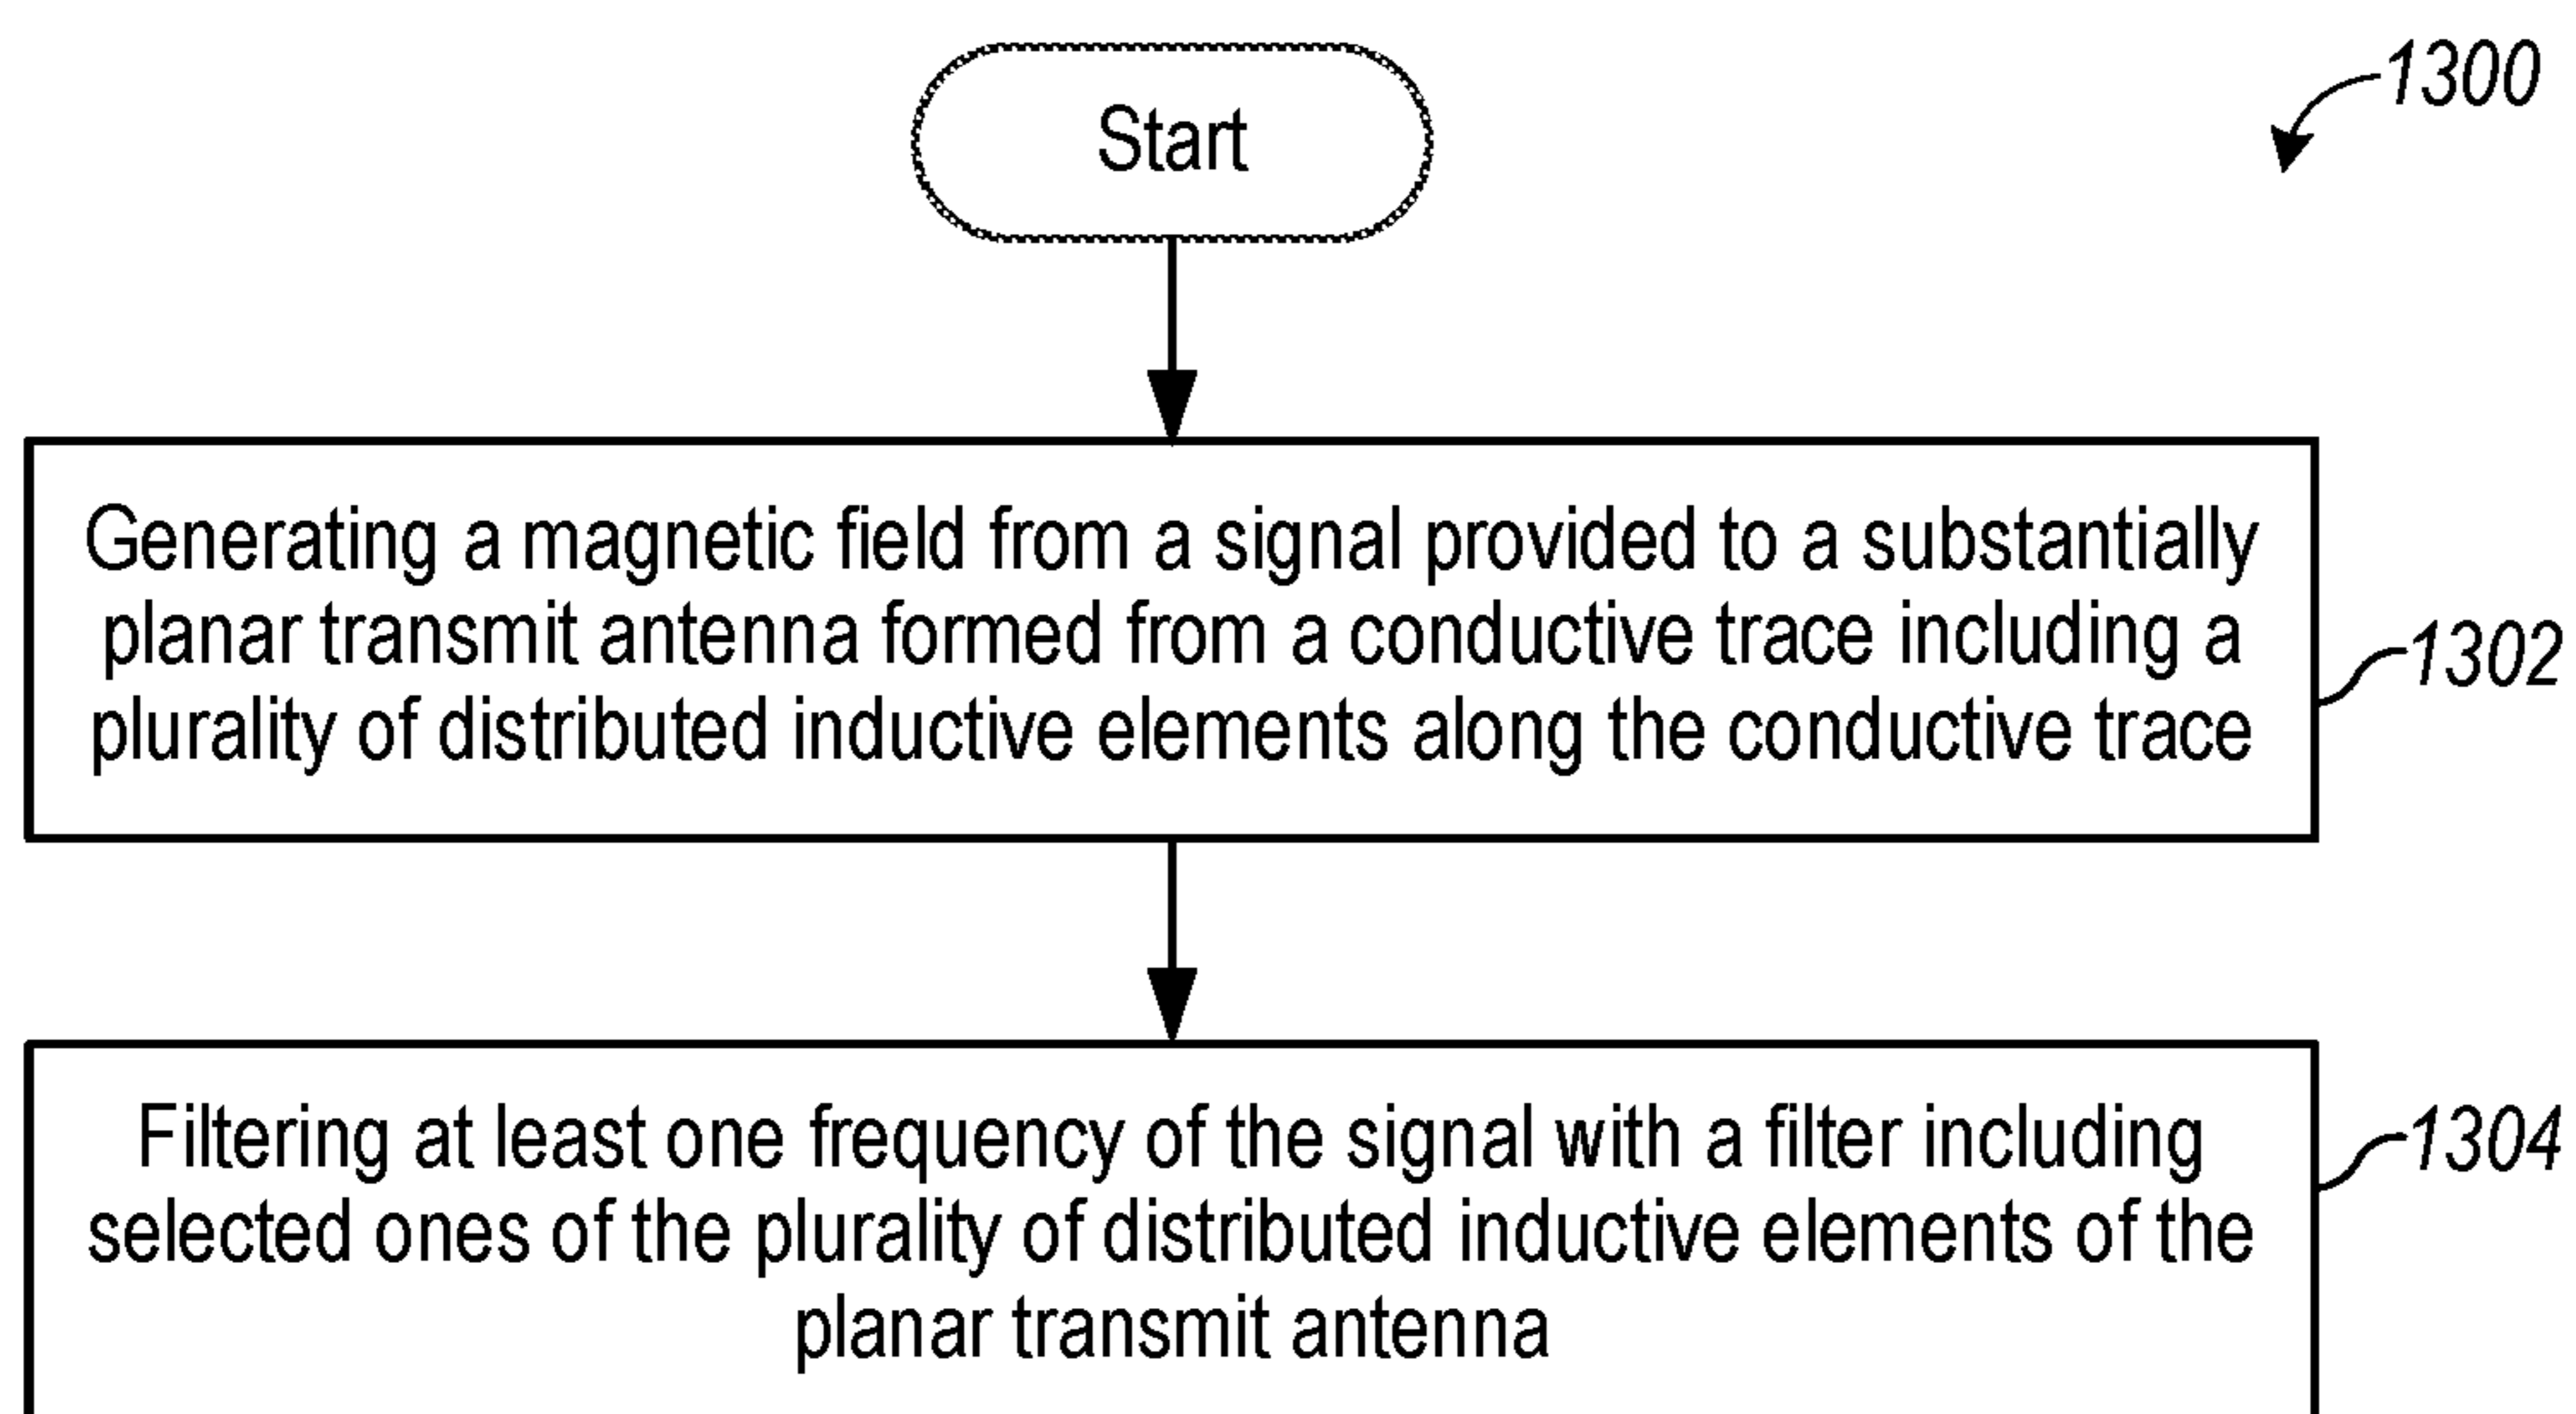 1300
Start
Generating a magnetic field from a signal provided to a substantially
planar transmit antenna formed from a conductive trace including a
plurality of distributed inductive elements along the conductive trace
1302
Filtering at least one frequency of the signal with a filter including
selected ones of the plurality of distributed inductive elements of the
planar transmit antenna
1304